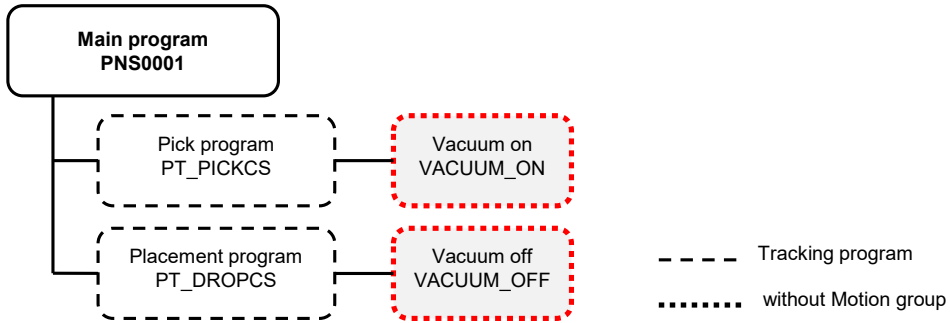 Main program
PNS0001
Pick program
PT_PICKCS
Vacuum on
VACUUM_ON
Placement program
PT_DROPCS
Vacuum off
VACUUM_OFF
Tracking program
without Motion group